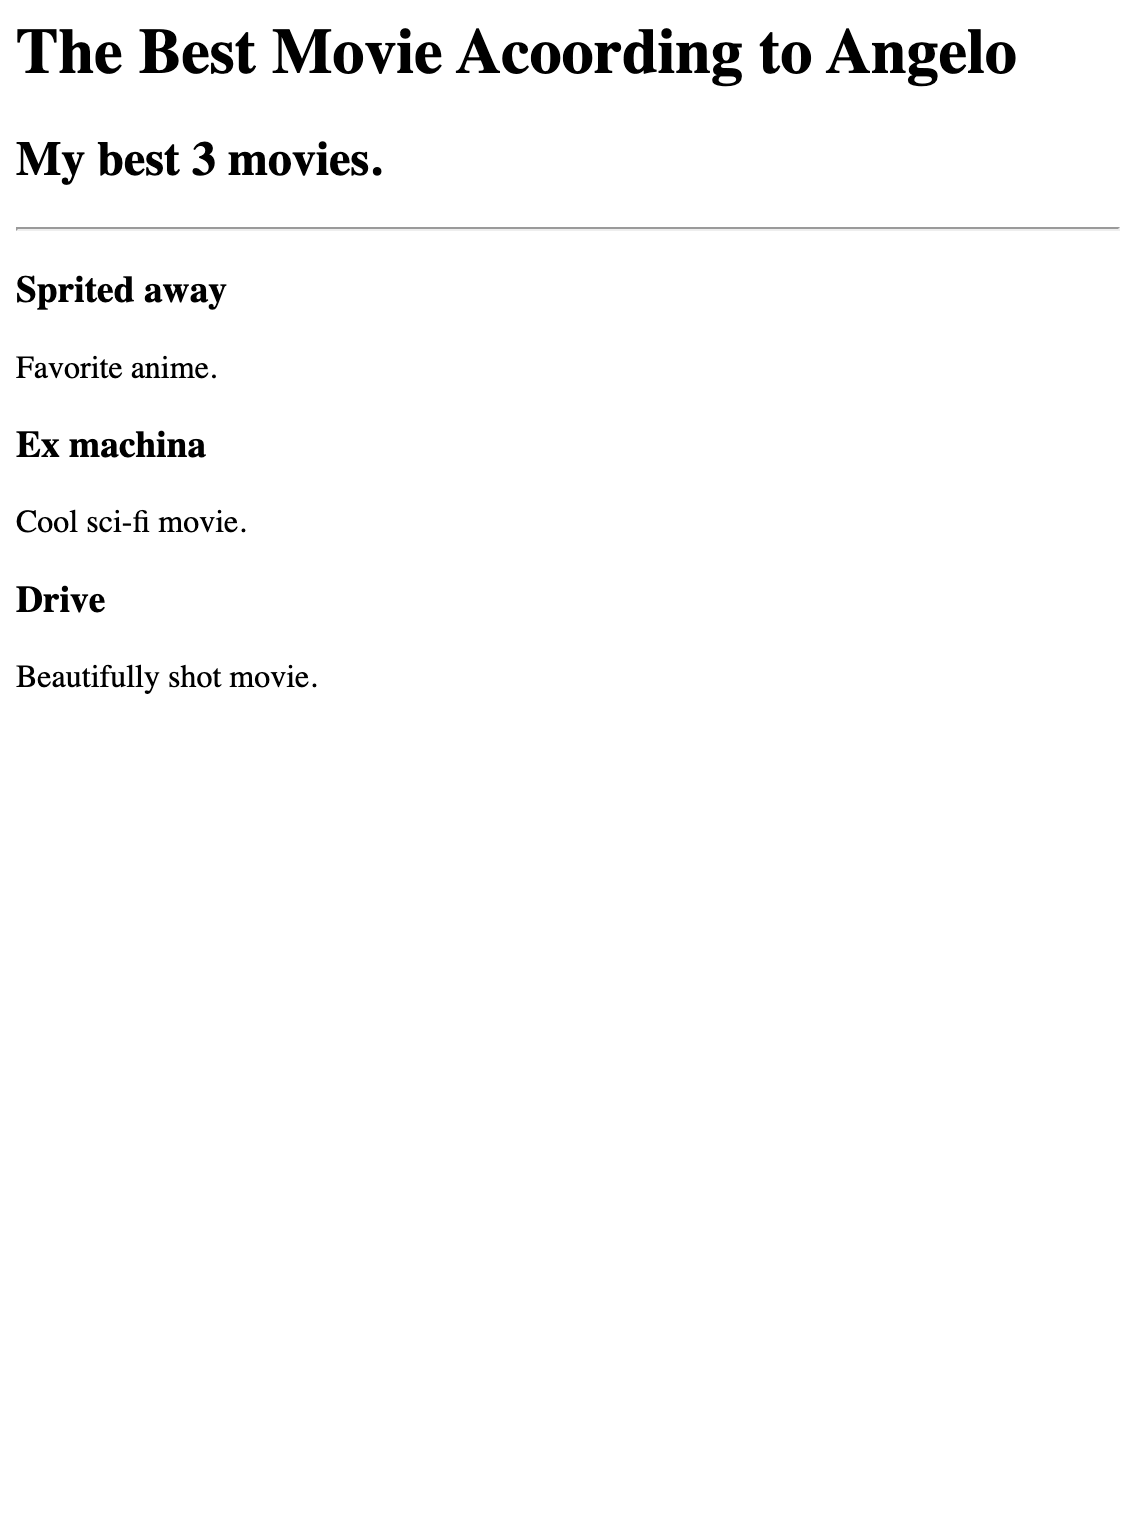 The Best Movie Acoording to Angelo
My best 3 movies.
Sprited away
Favorite anime.
Ex machina
Cool sci-fi movie.
Drive
Beautifully shot movie.